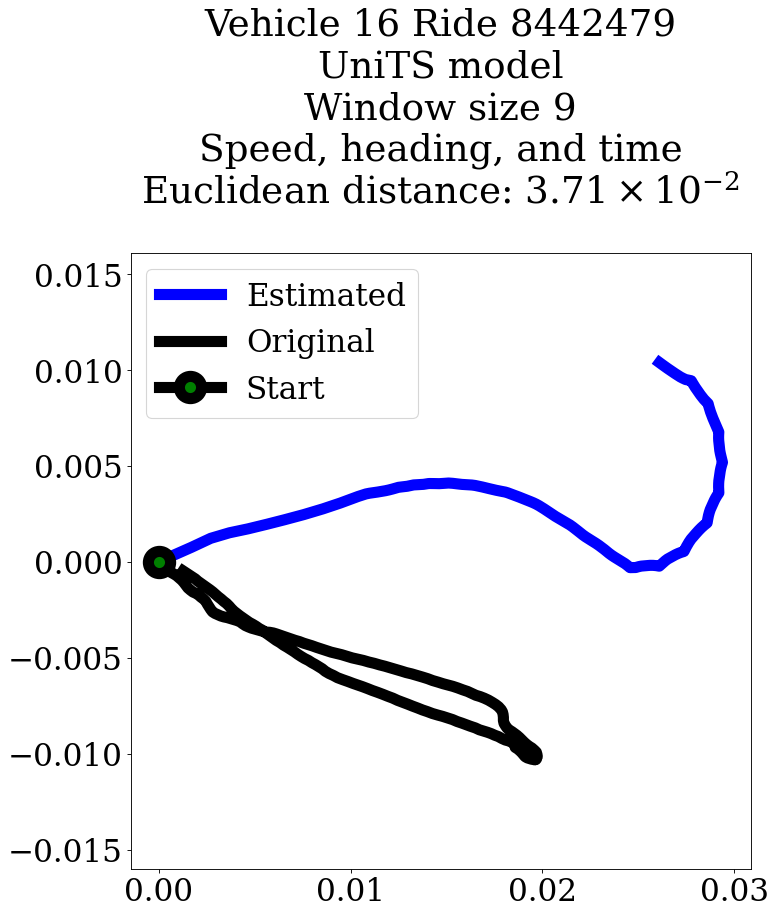 Vehicle 16 Ride 8442479
UniTS model
Window size 9
Speed, heading, and time
Euclidean distance: 3.71 × 10⁻²
0.015
0.010
0.005
0.000
−0.005
−0.010
−0.015
Estimated
Original
Start
0.00 0.01 0.02 0.03